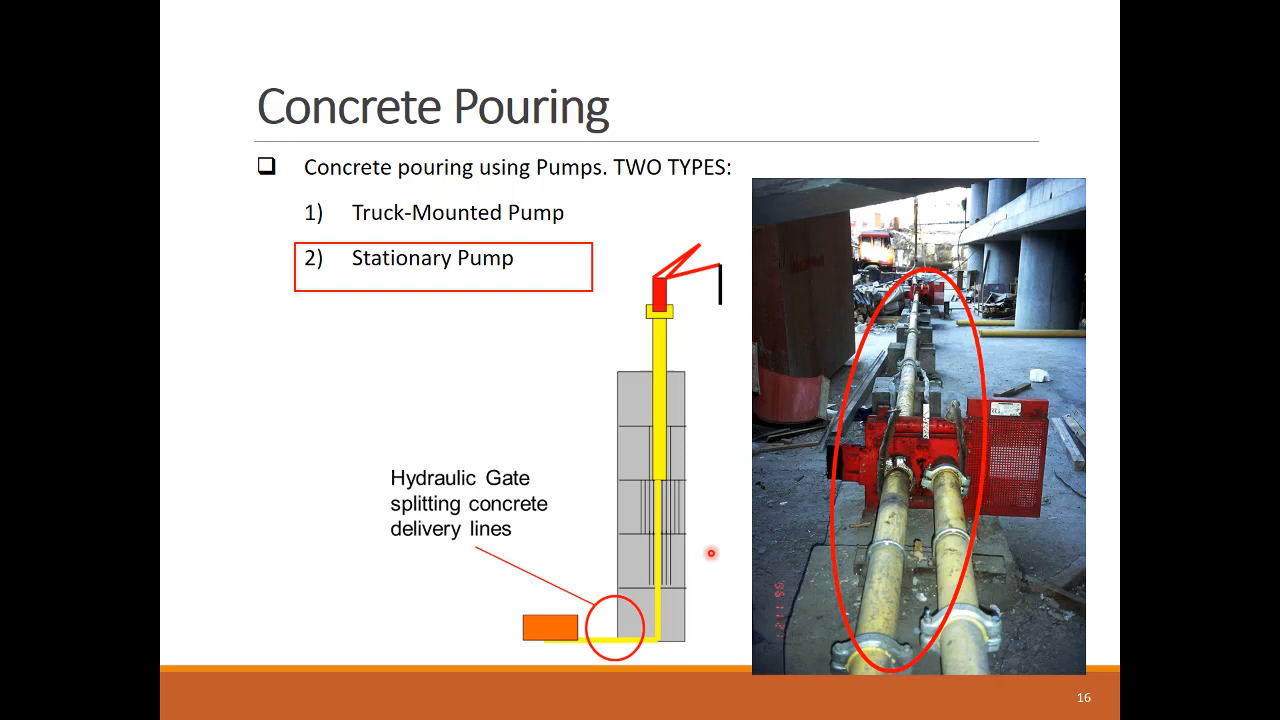 Concrete Pouring
❑ Concrete pouring using Pumps. TWO TYPES:
1) Truck-Mounted Pump
2) Stationary Pump
Hydraulic Gate
splitting concrete
delivery lines
16